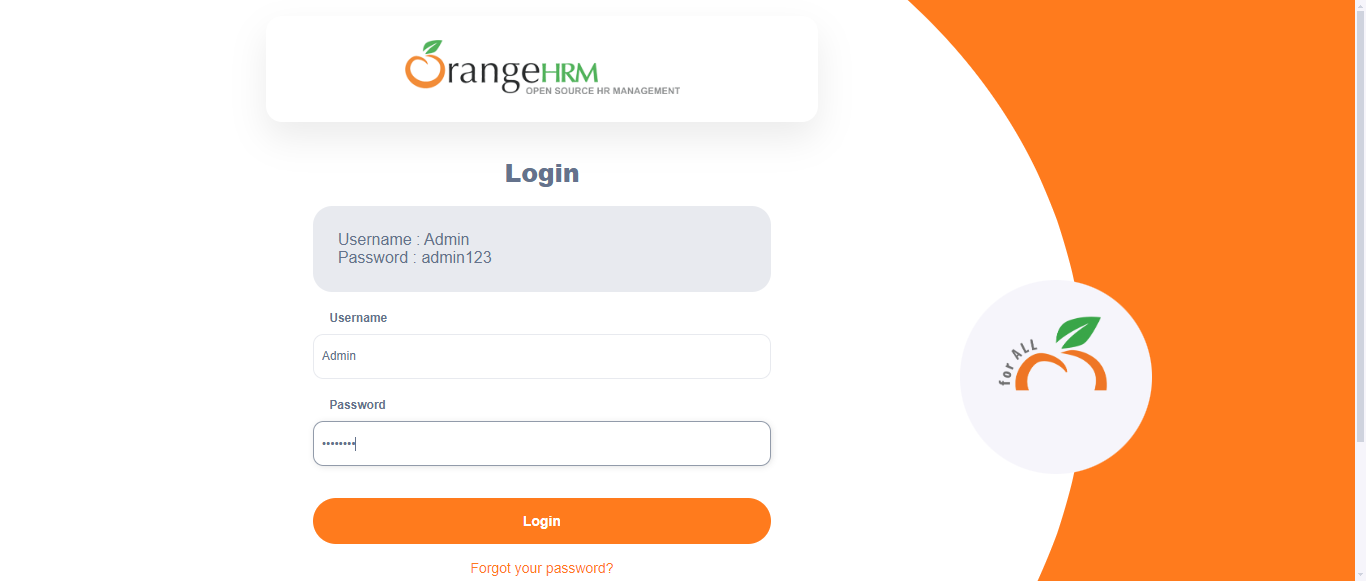 OrangeHRM
OPEN SOURCE HR MANAGEMENT
Login
Username : Admin
Password : admin123
Username
Admin
Password
••••••••
Login
Forgot your password?
for ALL